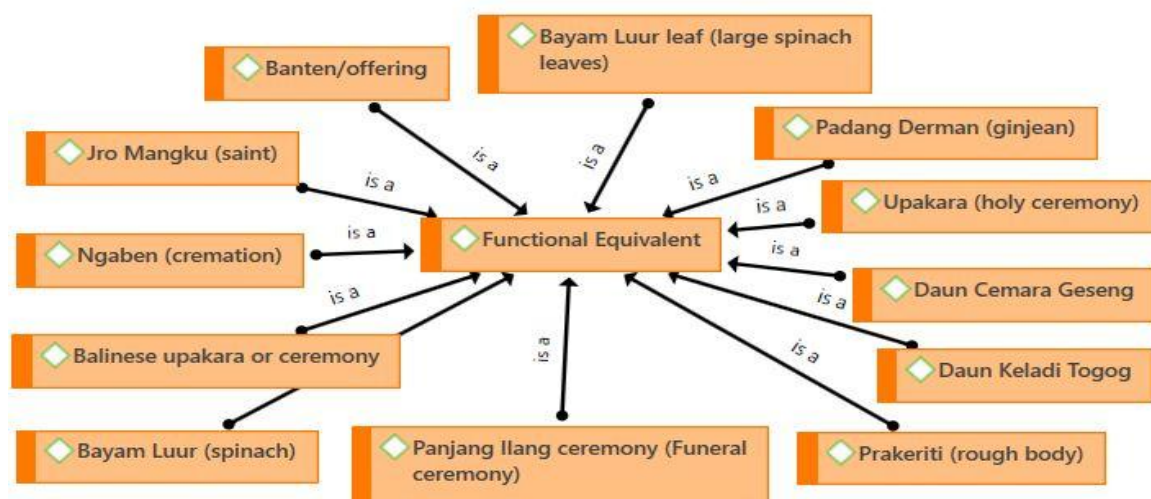 Bayam Luur leaf (large spinach
leaves)
Banten/offering
Padang Derman (ginjean)
Jro Mangku (saint)
is a
is a
is a
is a
Upakara (holy ceremony)
is a
Ngaben (cremation)
is a
Functional Equivalent
is a
Daun Cemara Geseng
is a
is a
Balinese upakara or ceremony
is a
is a
Daun Keladi Togog
Bayam Luur (spinach)
Panjang Ilang ceremony (Funeral
ceremony)
Prakeriti (rough body)